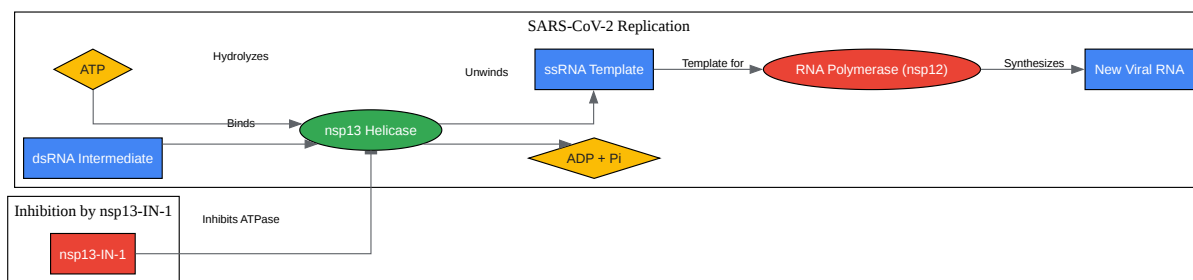 SARS-CoV-2 Replication
ATP
Hydrolyzes
Unwinds
ssRNA Template
Template for
RNA Polymerase (nsp12)
Synthesizes
New Viral RNA
Binds
nsp13 Helicase
dsRNA Intermediate
ADP + Pi
Inhibition by nsp13-IN-1
Inhibits ATPase
nsp13-IN-1